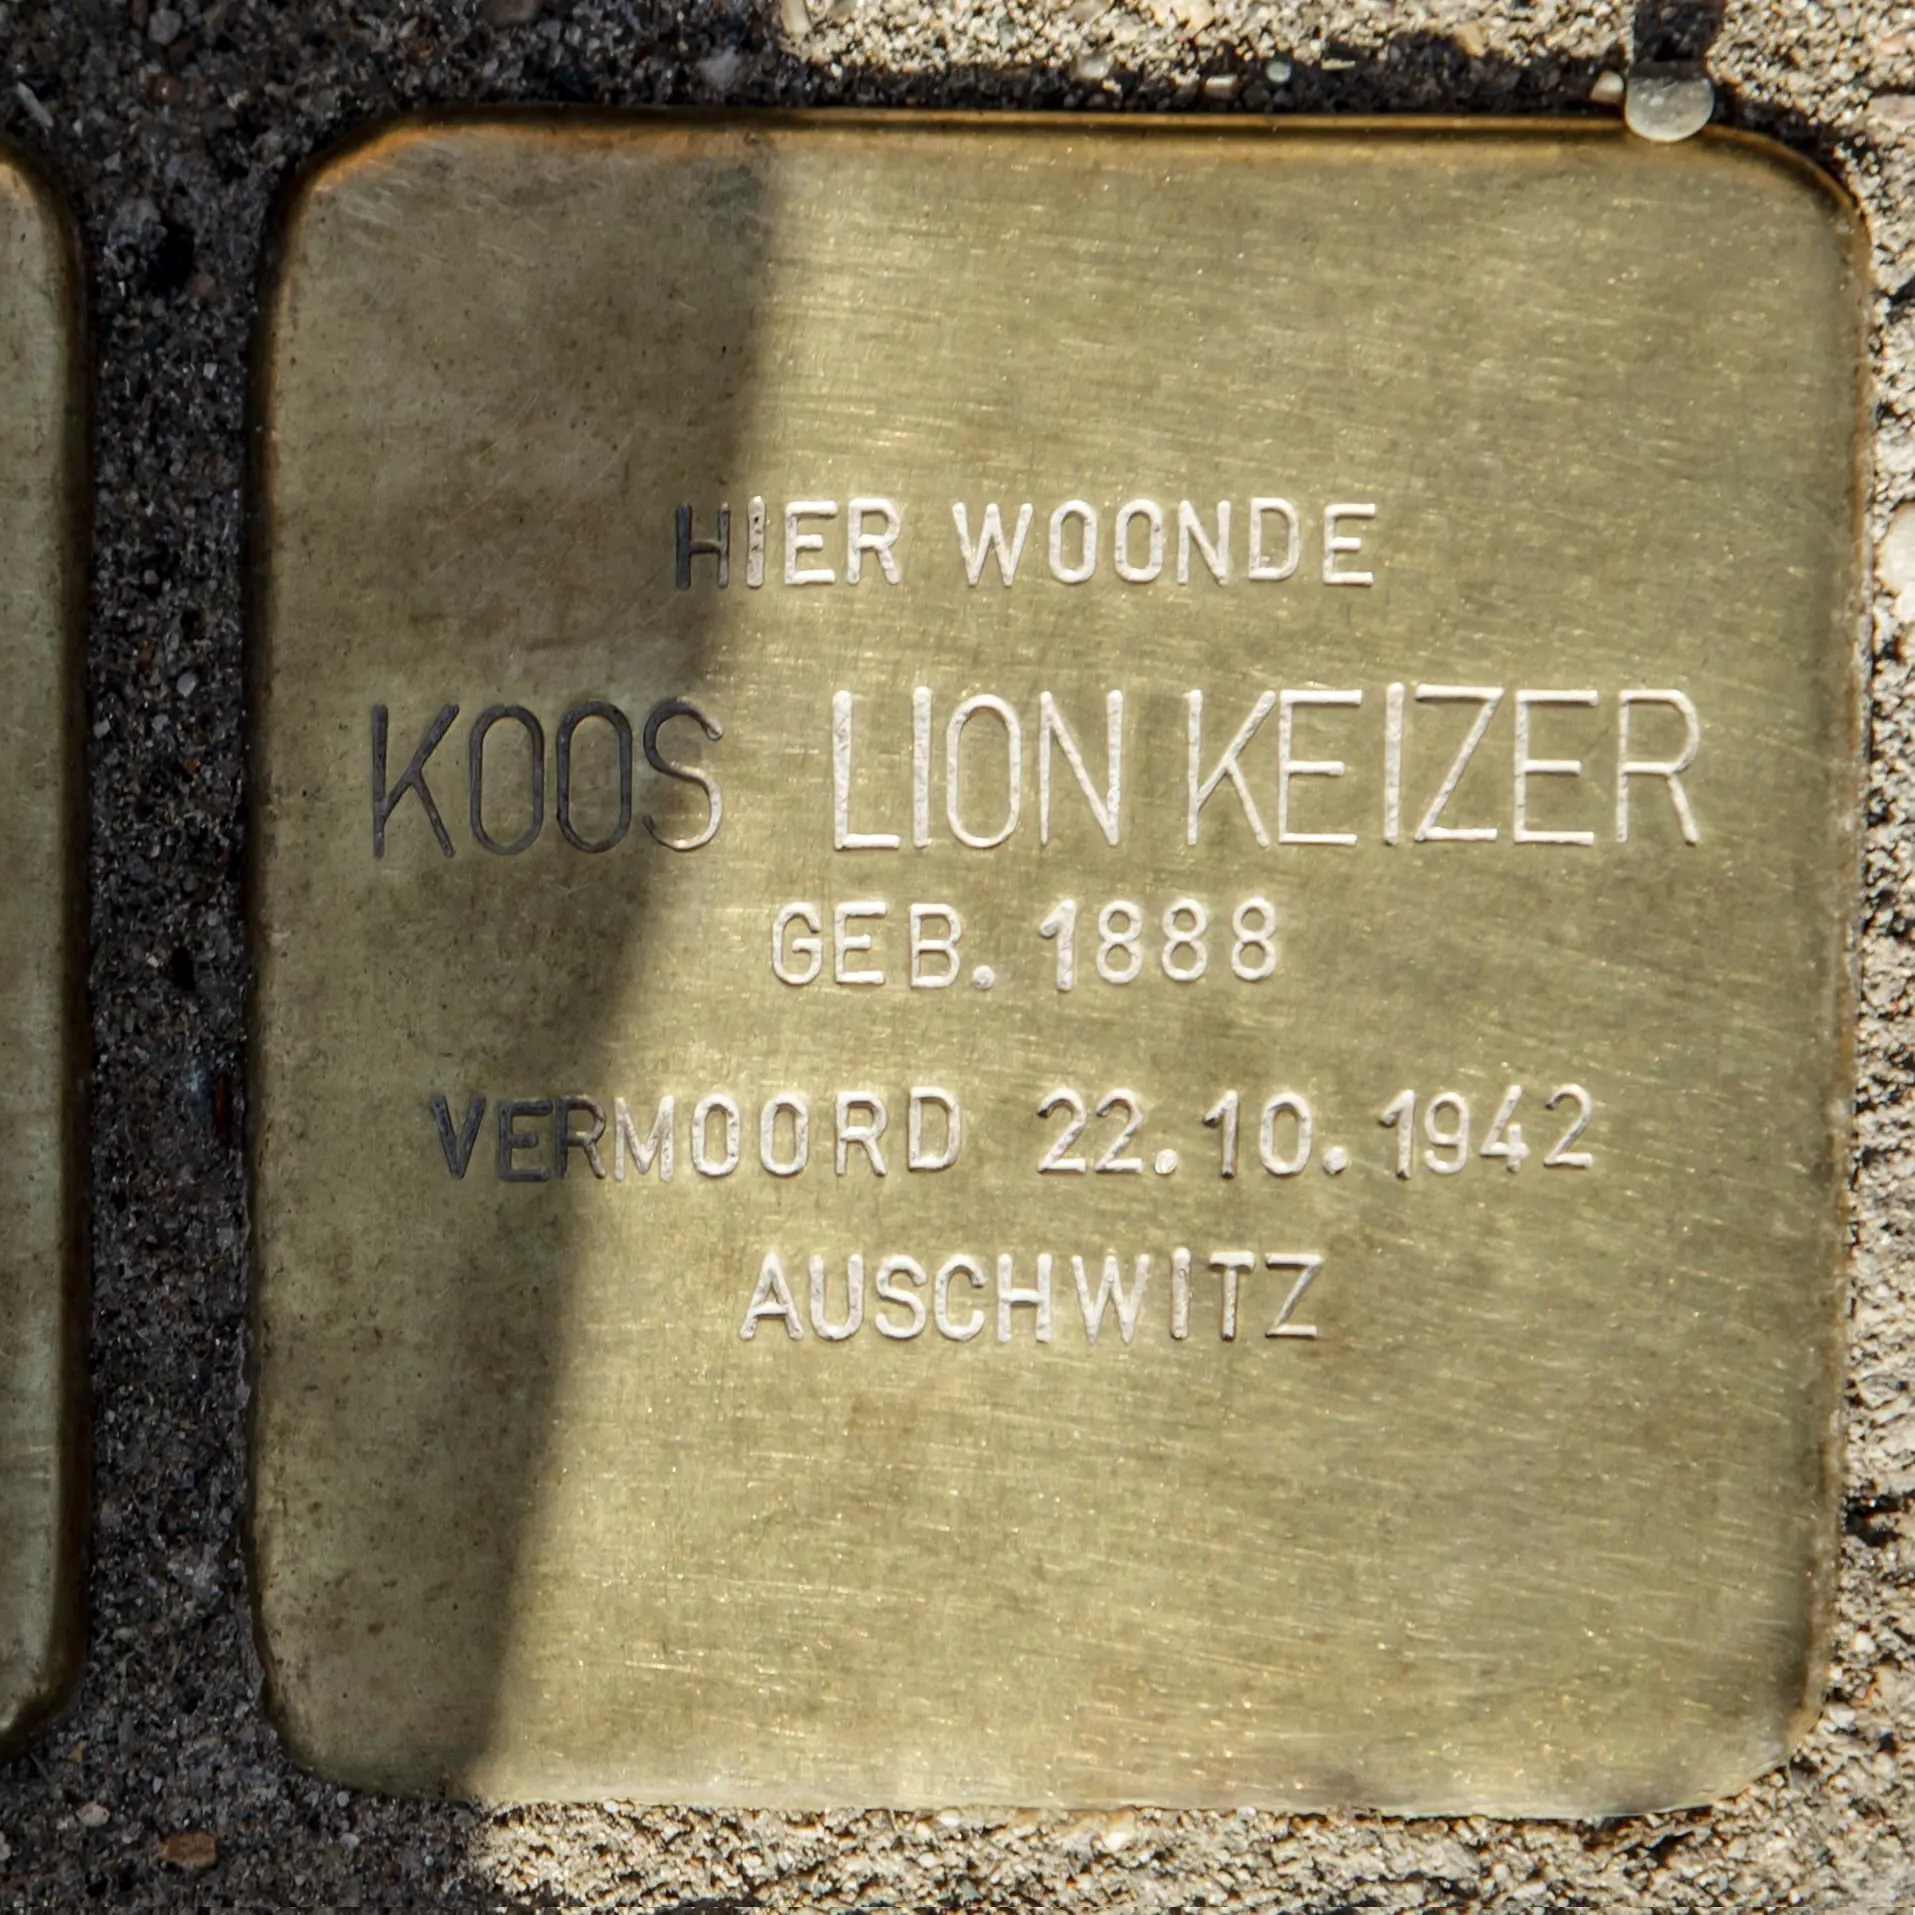 HIER WOONDE
KOOS LION KEIZER
GEB. 1888
VERMOORD 22.10.1942
AUSCHWITZ